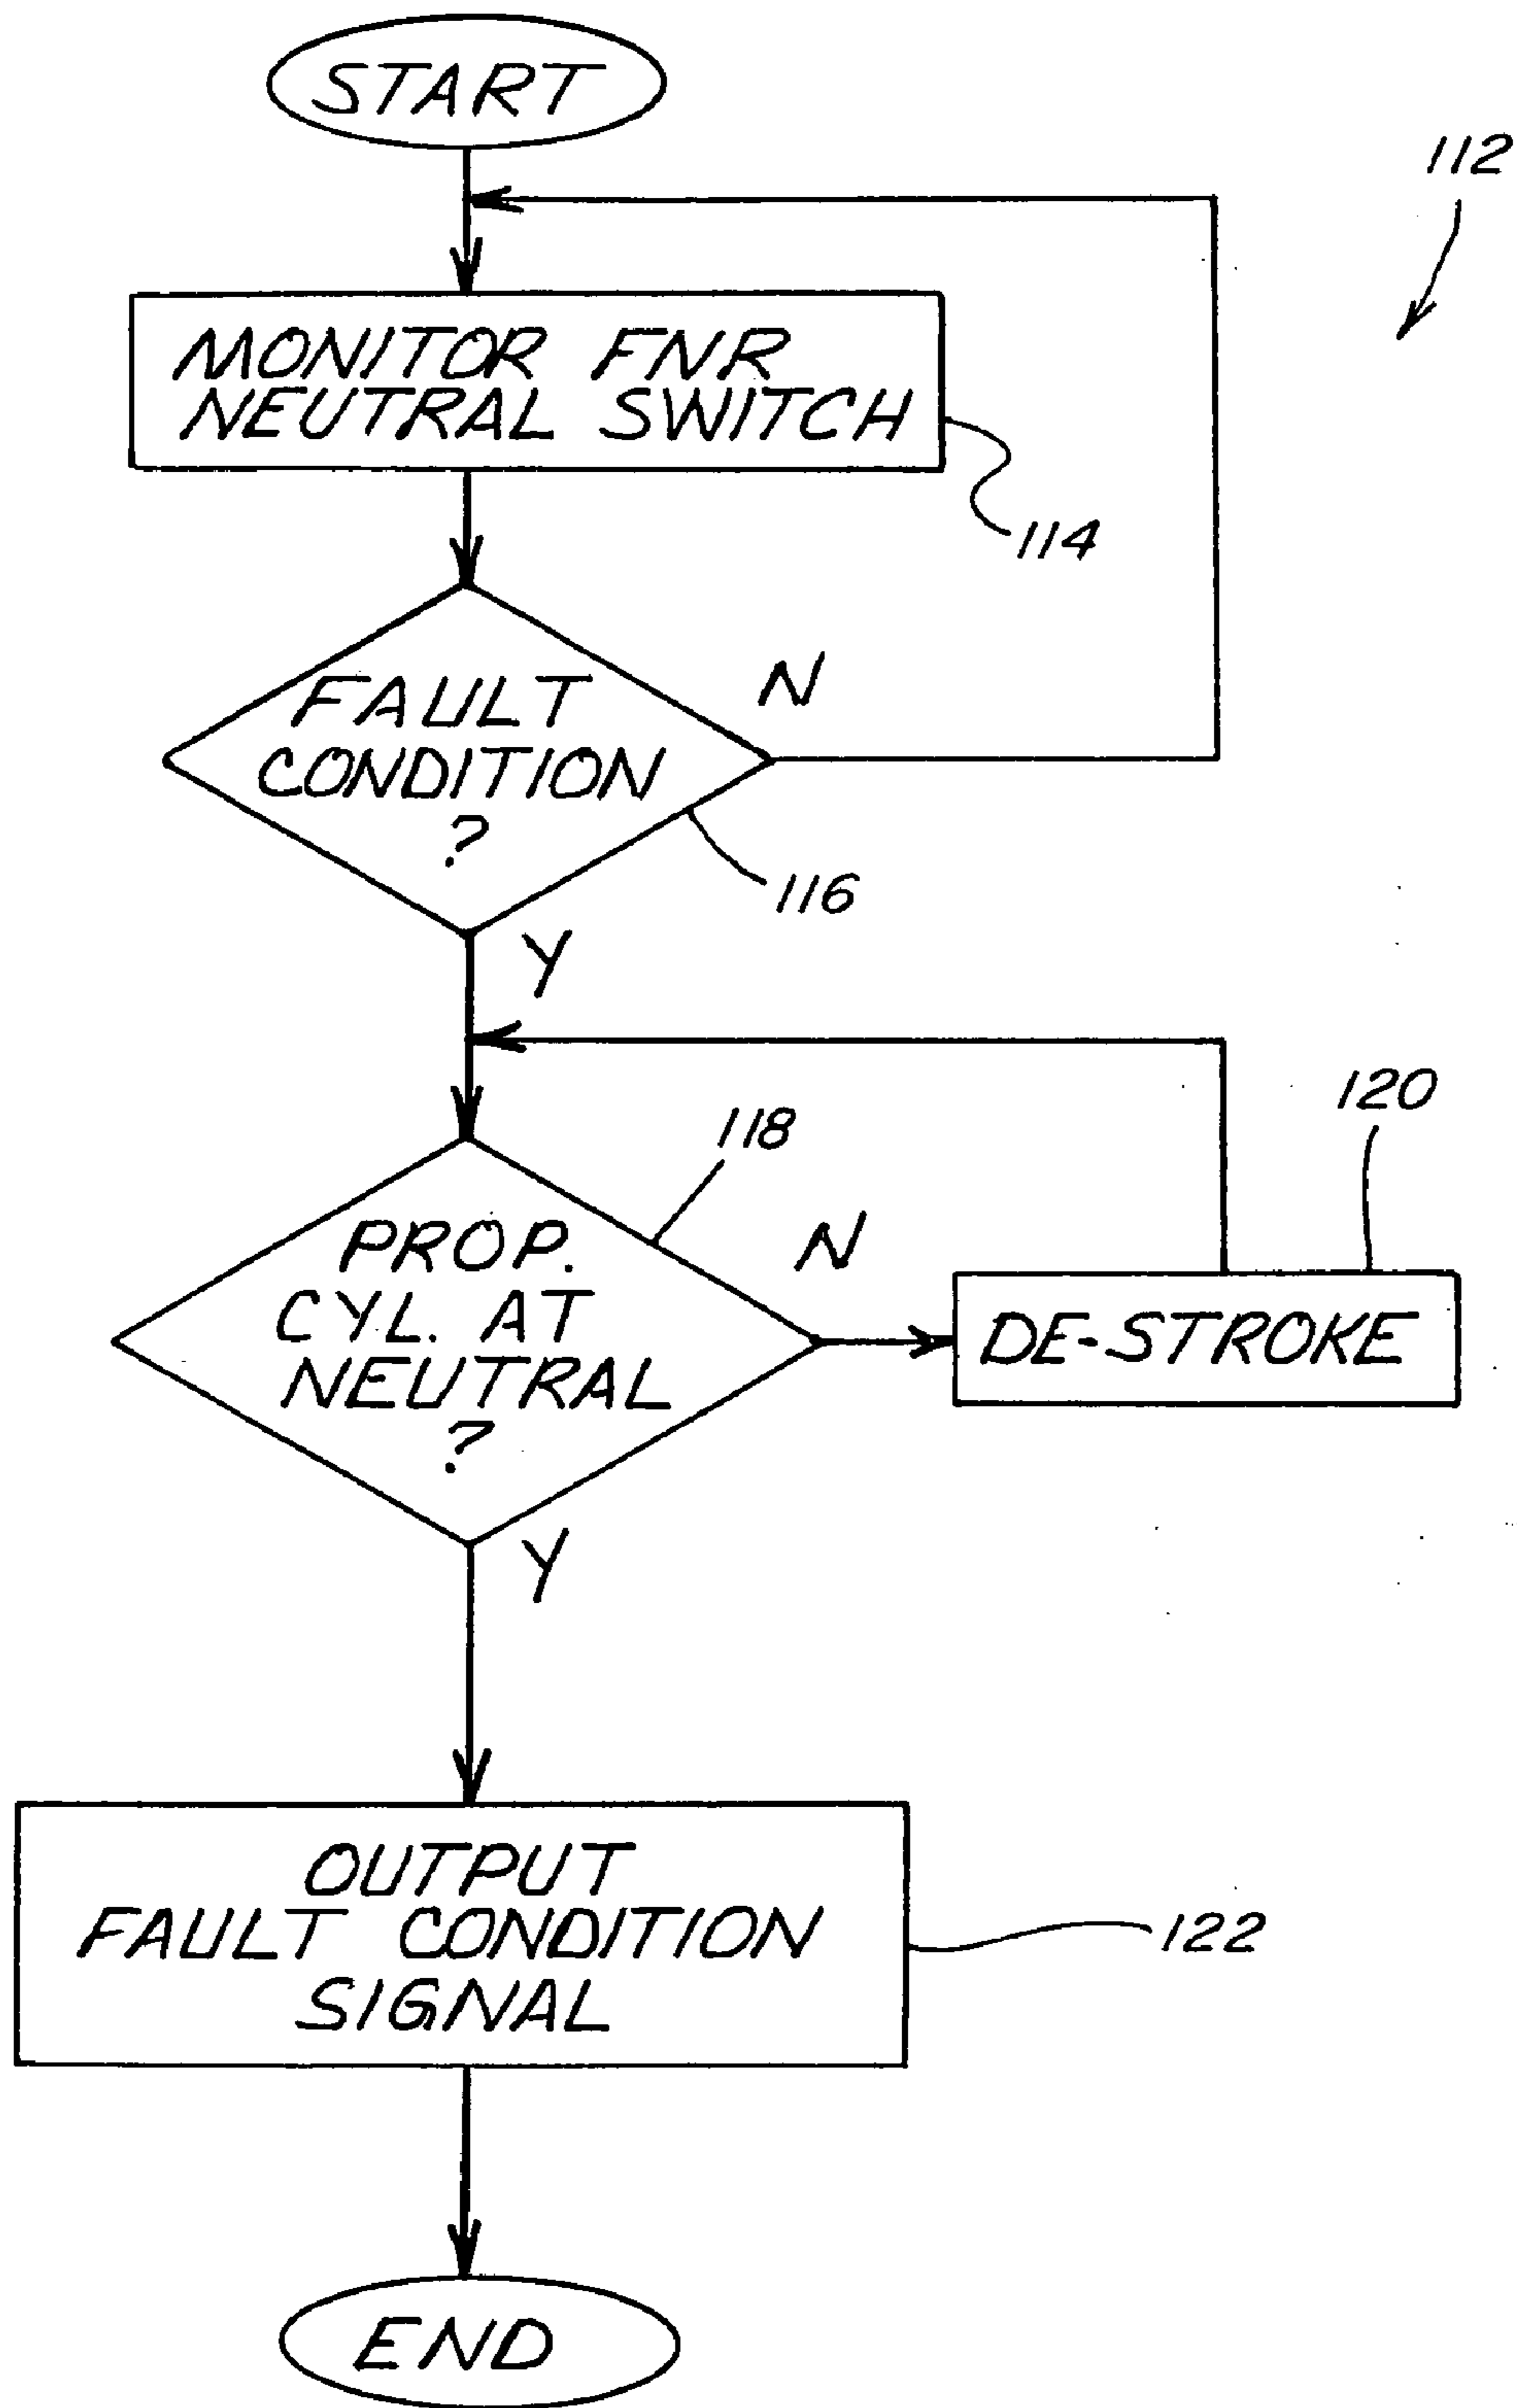 START
112
MONITOR FNR
NEUTRAL SWITCH
114
FAULT
CONDITION
?
N
116
Y
118
120
PROP.
CYL. AT
NEUTRAL
?
N
DE-STROKE
Y
OUTPUT
FAULT CONDITION
SIGNAL
122
END